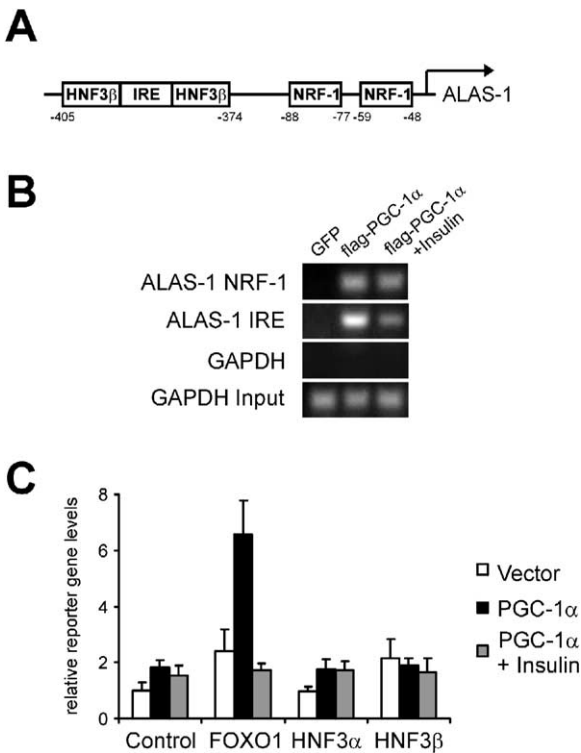 A
HNF3β IRE HNF3β NRF-1 NRF-1 ALAS-1
-405 -374 -88 -77 -59 -48
B
GFP
flag-PGC-1α
flag-PGC-1α
+Insulin
ALAS-1 NRF-1
ALAS-1 IRE
GAPDH
GAPDH Input
C
relative reporter gene levels
8
6
4
2
0
Control FOXO1 HNF3α HNF3β
Vector
PGC-1α
PGC-1α
+ Insulin